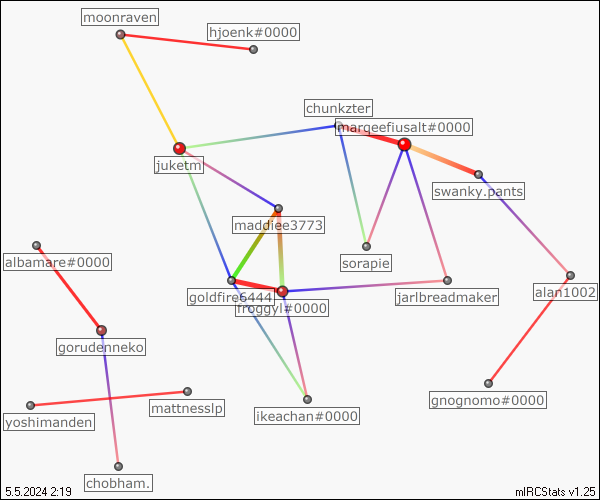 moonraven
hjoenk#0000
chunkzter
margeefiusalt#0000
juketm
swanky.pants
maddiee3773
sorapie
albamare#0000
goldfire6444
froggyl#0000
jarlbreadmaker
alan1002
gorudenneko
mattnesslp
yoshimanden
ikeachan#0000
gnognomo#0000
chobham.
5.5.2024 2:19
mIRCStats v1.25